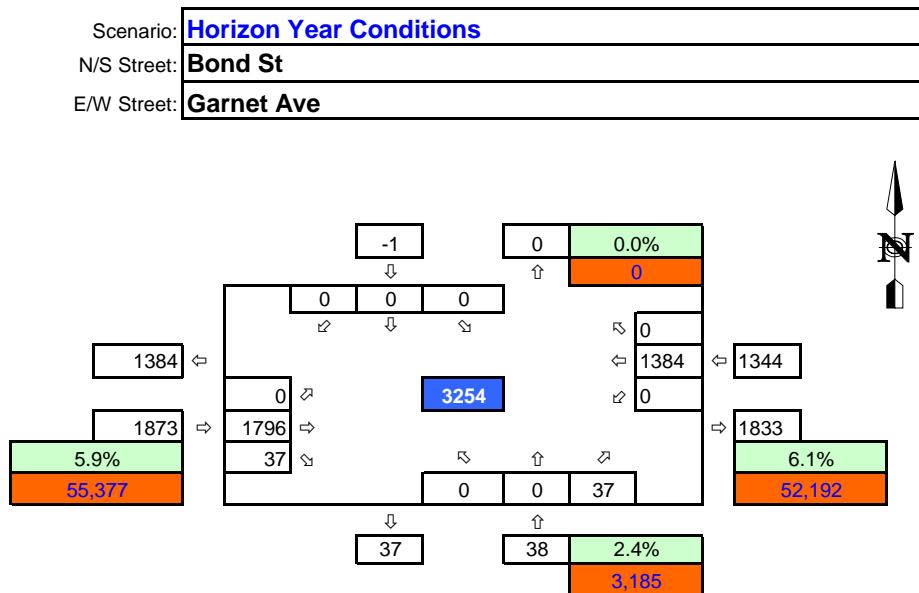 Scenario: Horizon Year Conditions
N/S Street: Bond St
E/W Street: Garnet Ave
N
-1 0 0.0%
⇩ ⇧ 0
0 0 0
⬃ ⇩ ⬂ ⬁ 0
1384 ⇦ ⇦ 1384 ⇦ 1344
0 ⬀ 3254 ⬃ 0
1873 ⇨ 1796 ⇨ ⇨ 1833
5.9% 37 ⬂ ⬁ ⇧ ⬀ 6.1%
55,377 0 0 37 52,192
⇩ ⇧
37 38 2.4%
3,185